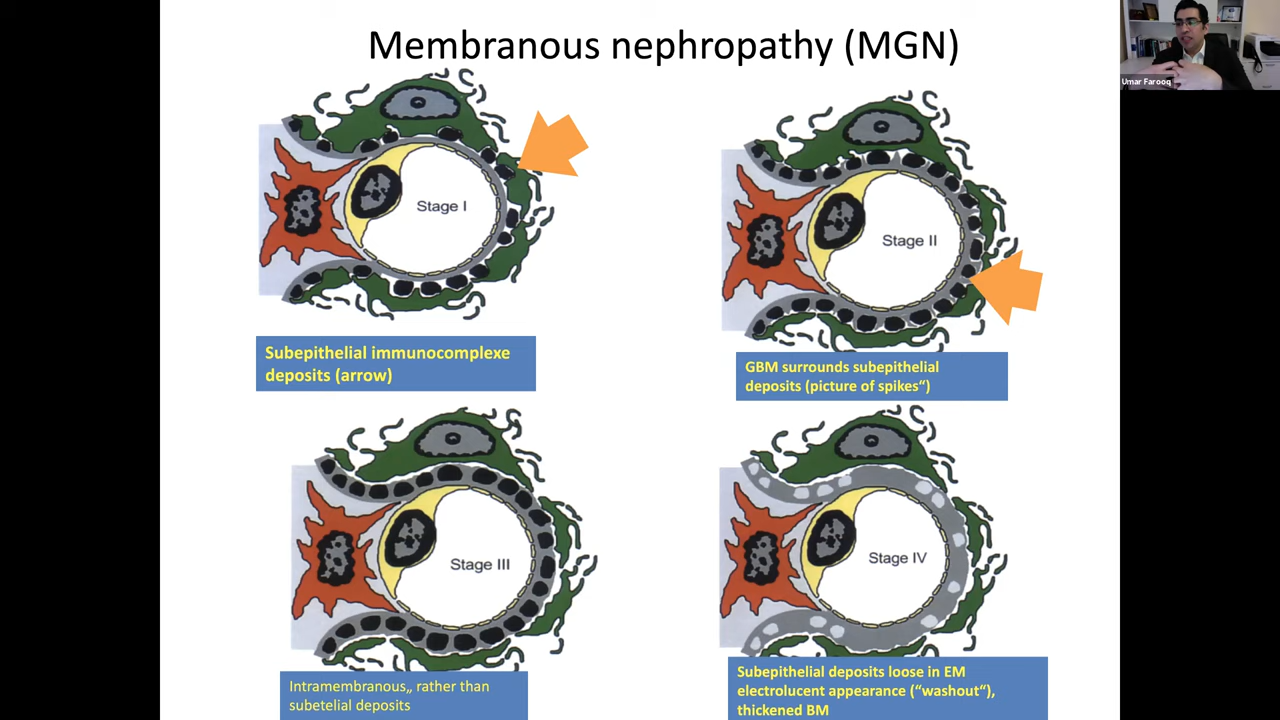 Membranous nephropathy (MGN)
Umar Farooq
Stage I
Stage II
Subepithelial immunocomplexe
deposits (arrow)
GBM surrounds subepithelial
deposits (picture of spikes“)
Stage III
Stage IV
Intramembranous„ rather than
subetelial deposits
Subepithelial deposits loose in EM
electrolucent appearance (“washout“),
thickened BM